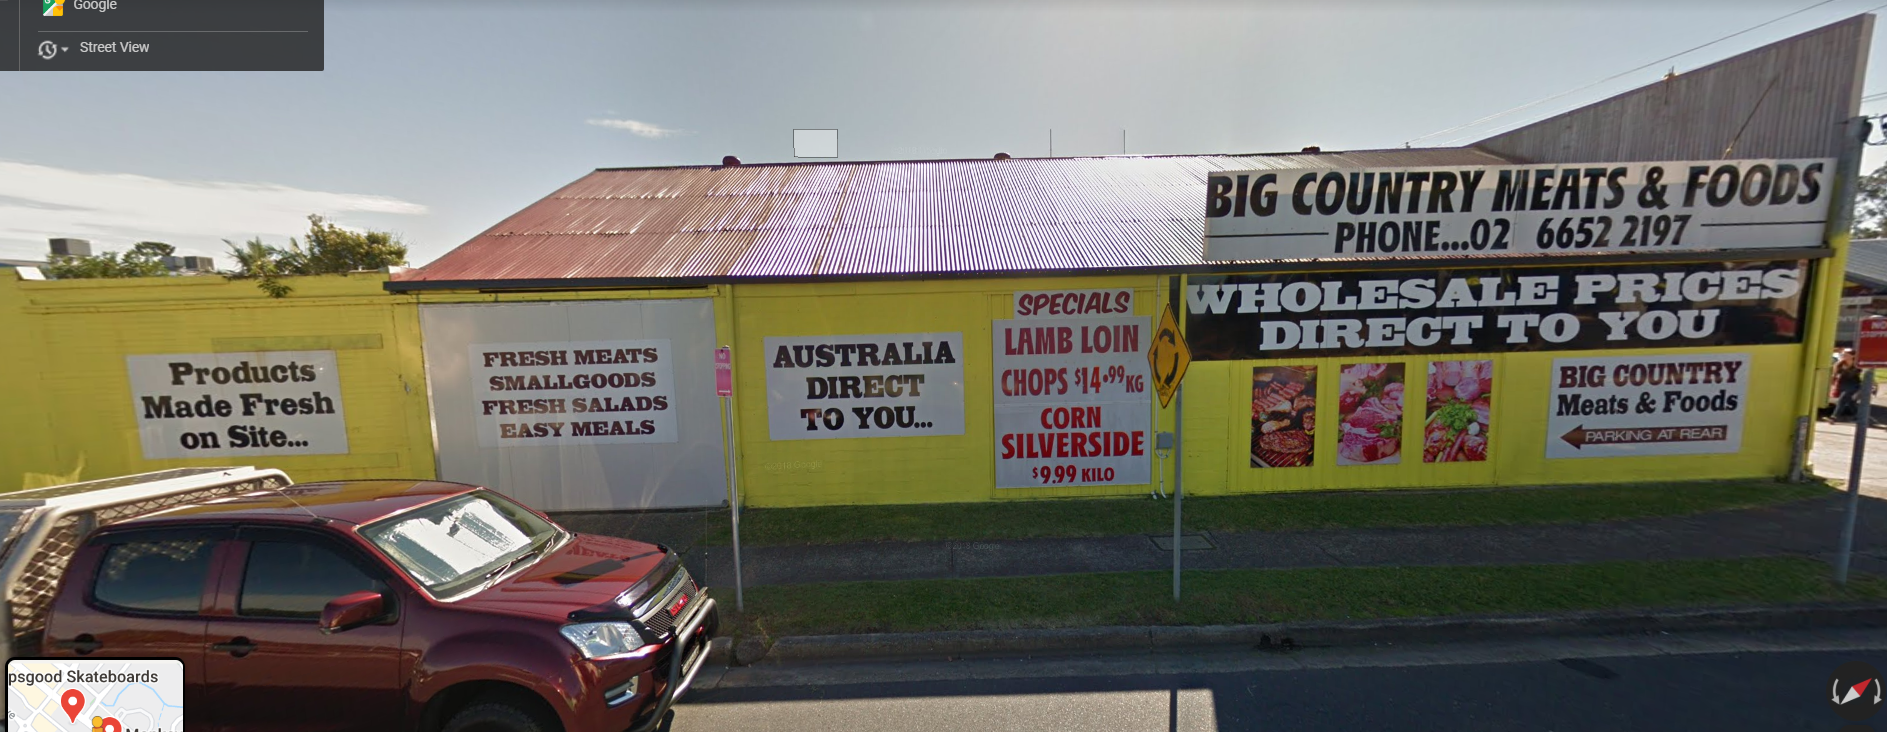 Google
Street View
BIG COUNTRY MEATS & FOODS
PHONE...02 6652 2197
WHOLESALE PRICES
DIRECT TO YOU
SPECIALS
LAMB LOIN
CHOPS $14.99KG
CORN
SILVERSIDE
$9.99 KILO
AUSTRALIA
DIRECT
TO YOU...
FRESH MEATS
SMALLGOODS
FRESH SALADS
EASY MEALS
Products
Made Fresh
on Site...
BIG COUNTRY
Meats & Foods
PARKING AT REAR
NO
STOPPING
psgood Skateboards